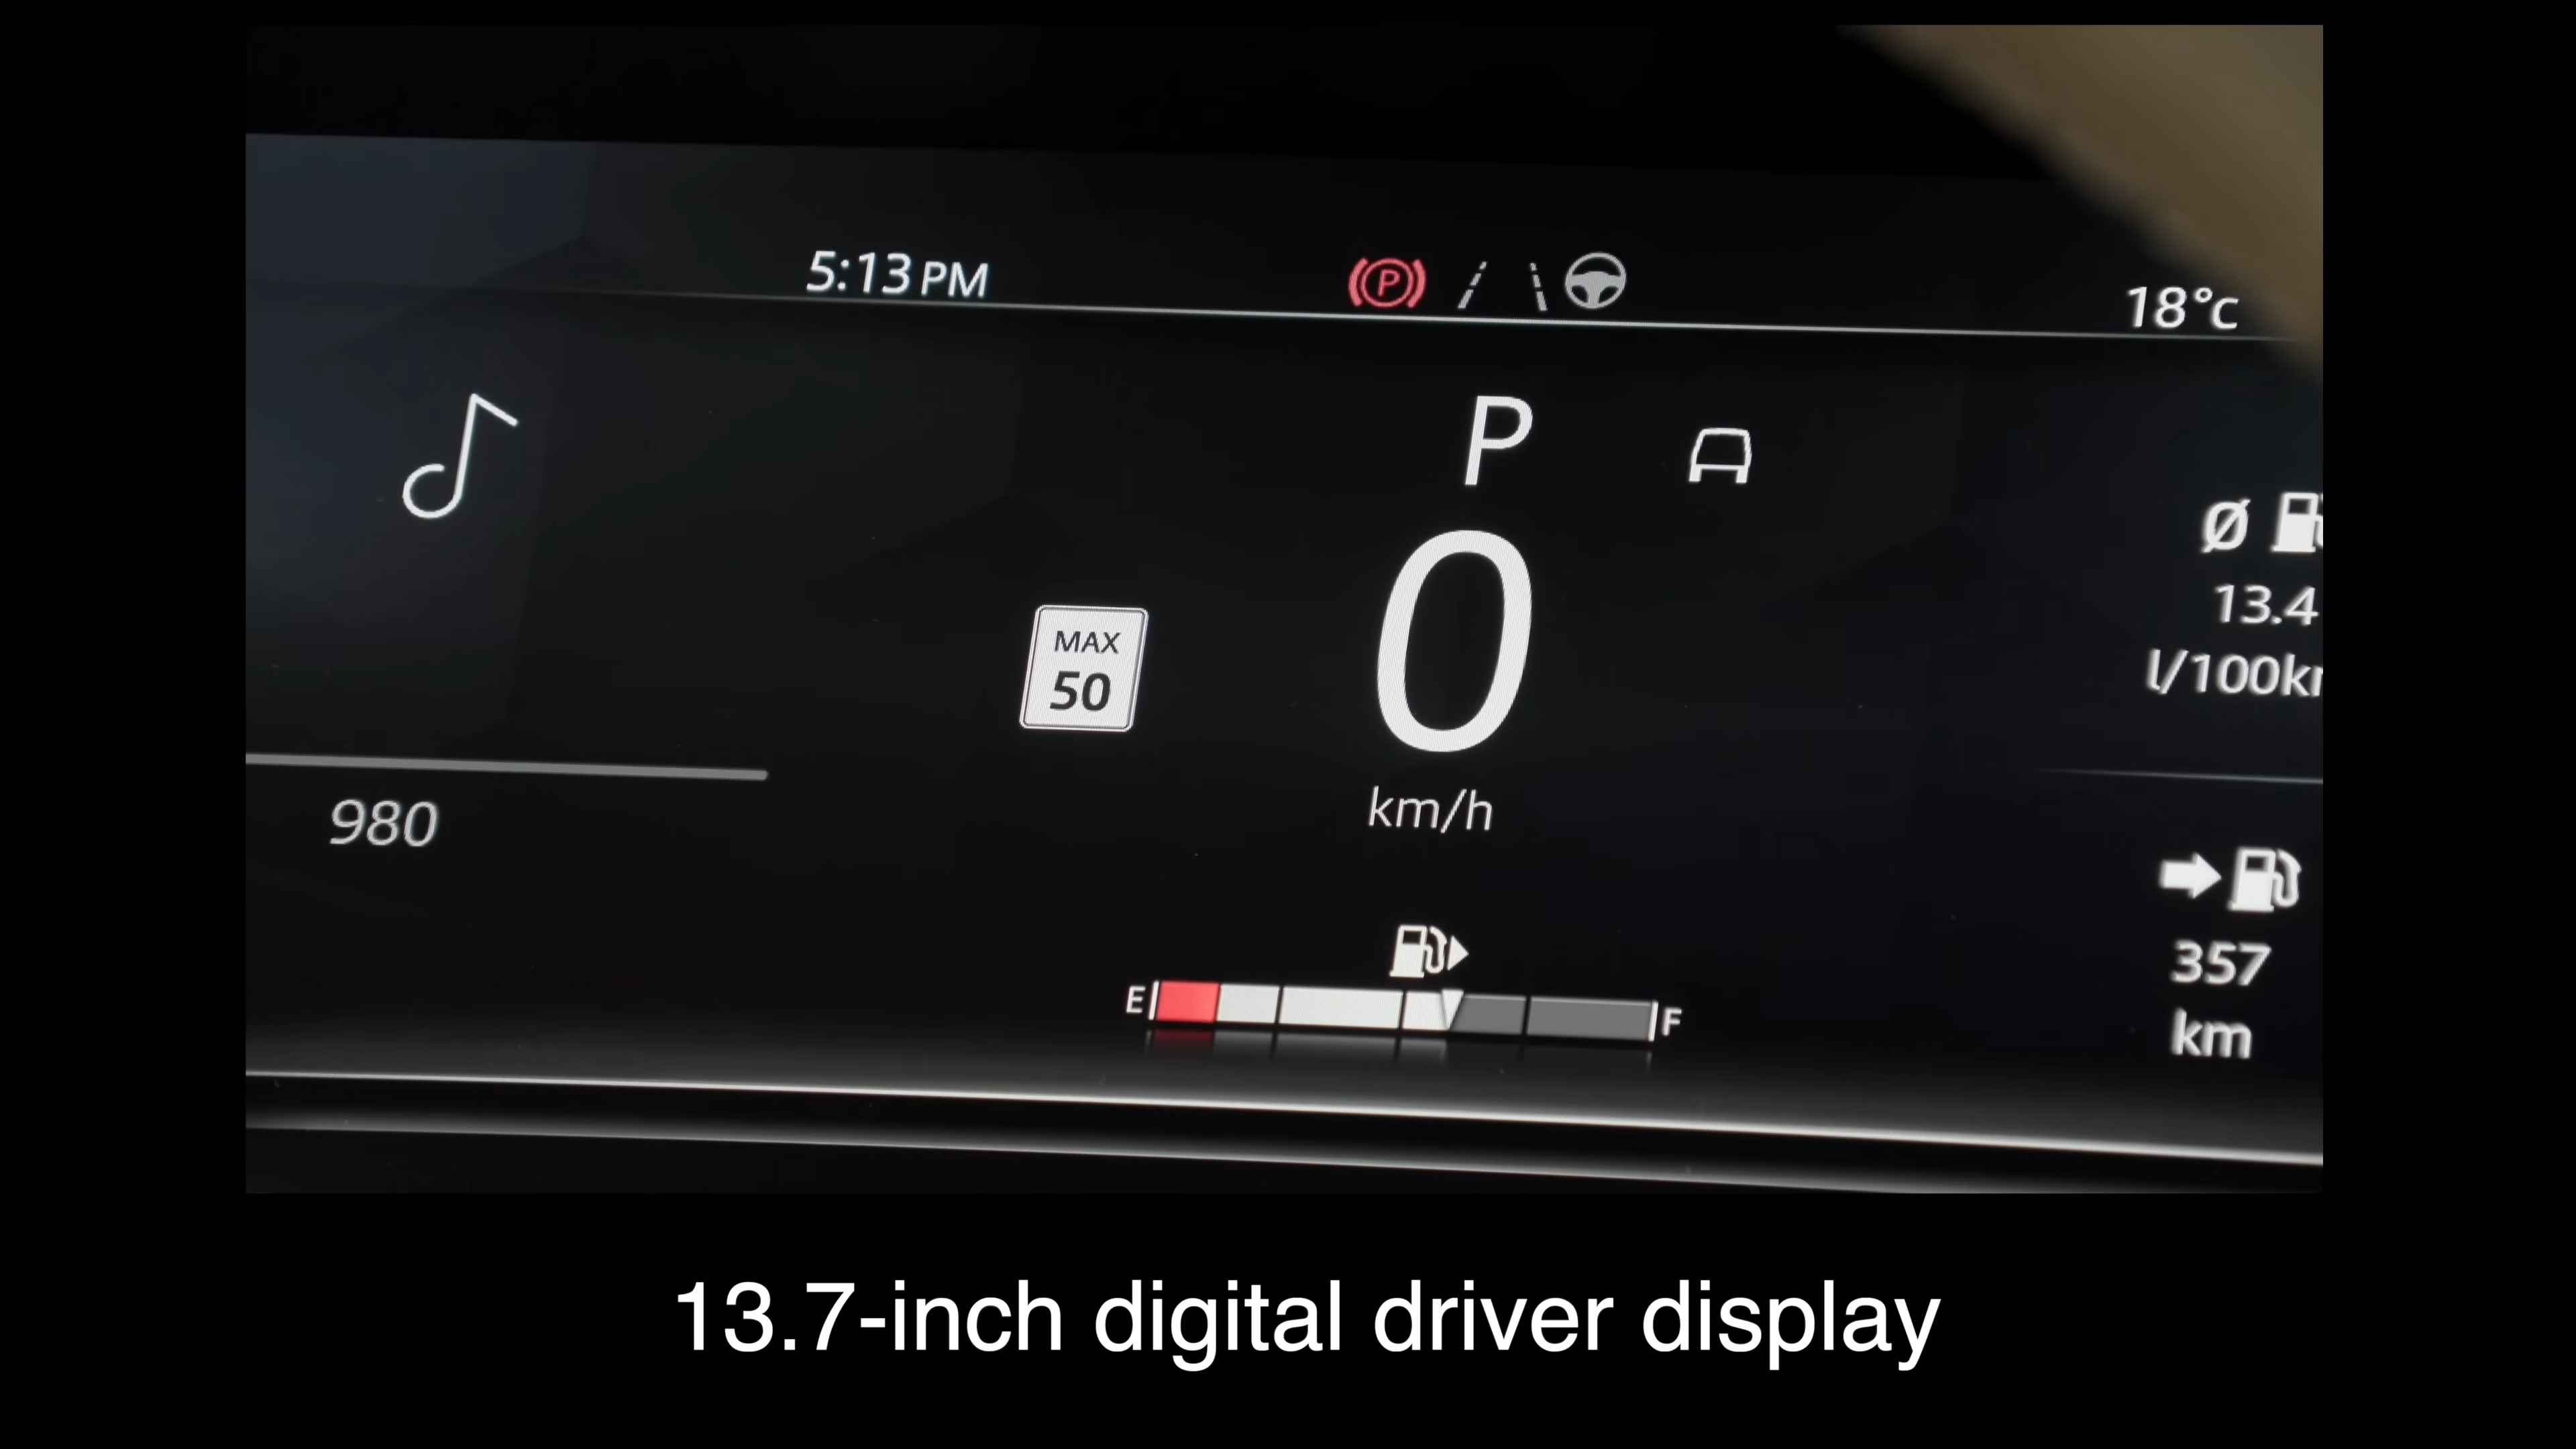 5:13 PM
P
18°c
P
MAX
50
0
km/h
Ø
13.4
l/100k
980
357
km
E
F
13.7-inch digital driver display